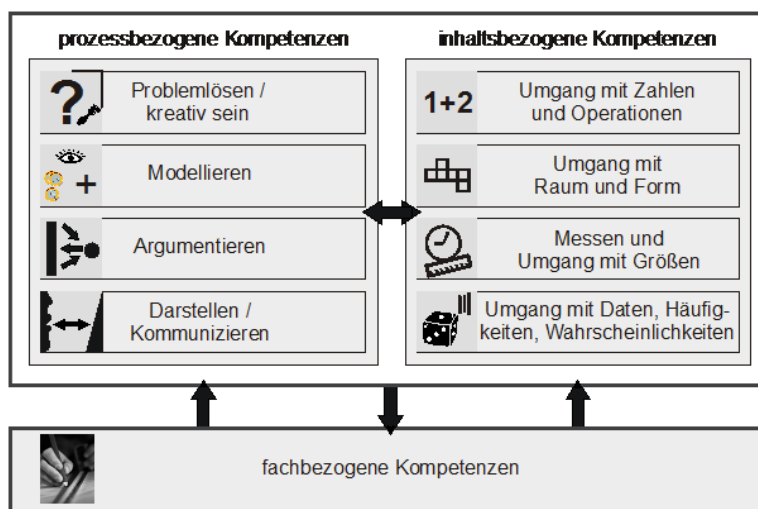 prozessbezogene Kompetenzen
Problemlösen /
kreativ sein
Modellieren
Argumentieren
Darstellen /
Kommunizieren
inhaltsbezogene Kompetenzen
1+2
Umgang mit Zahlen
und Operationen
Umgang mit
Raum und Form
Messen und
Umgang mit Größen
Umgang mit Daten, Häufig-
keiten, Wahrscheinlichkeiten
fachbezogene Kompetenzen